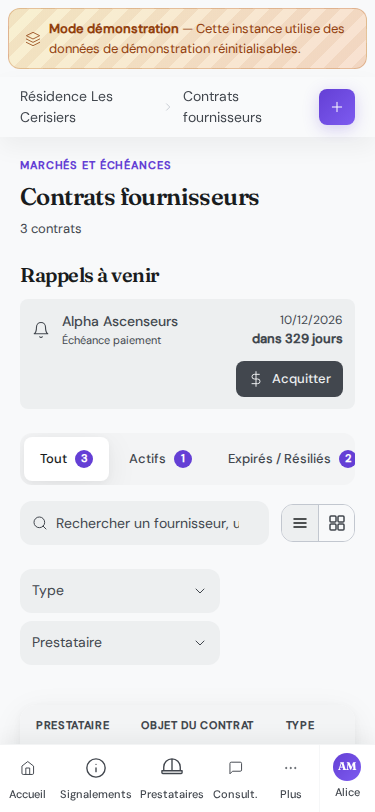 Mode démonstration — Cette instance utilise des
données de démonstration réinitialisables.
Résidence Les
Cerisiers
Contrats
fournisseurs
MARCHÉS ET ÉCHÉANCES
Contrats fournisseurs
3 contrats
Rappels à venir
Alpha Ascenseurs
10/12/2026
Échéance paiement
dans 329 jours
Acquitter
Tout 3 Actifs 1 Expirés / Résiliés 2
Rechercher un fournisseur, u
Type
Prestataire
PRESTATAIRE OBJET DU CONTRAT TYPE
AM
Accueil Signalements Prestataires Consult. Plus Alice